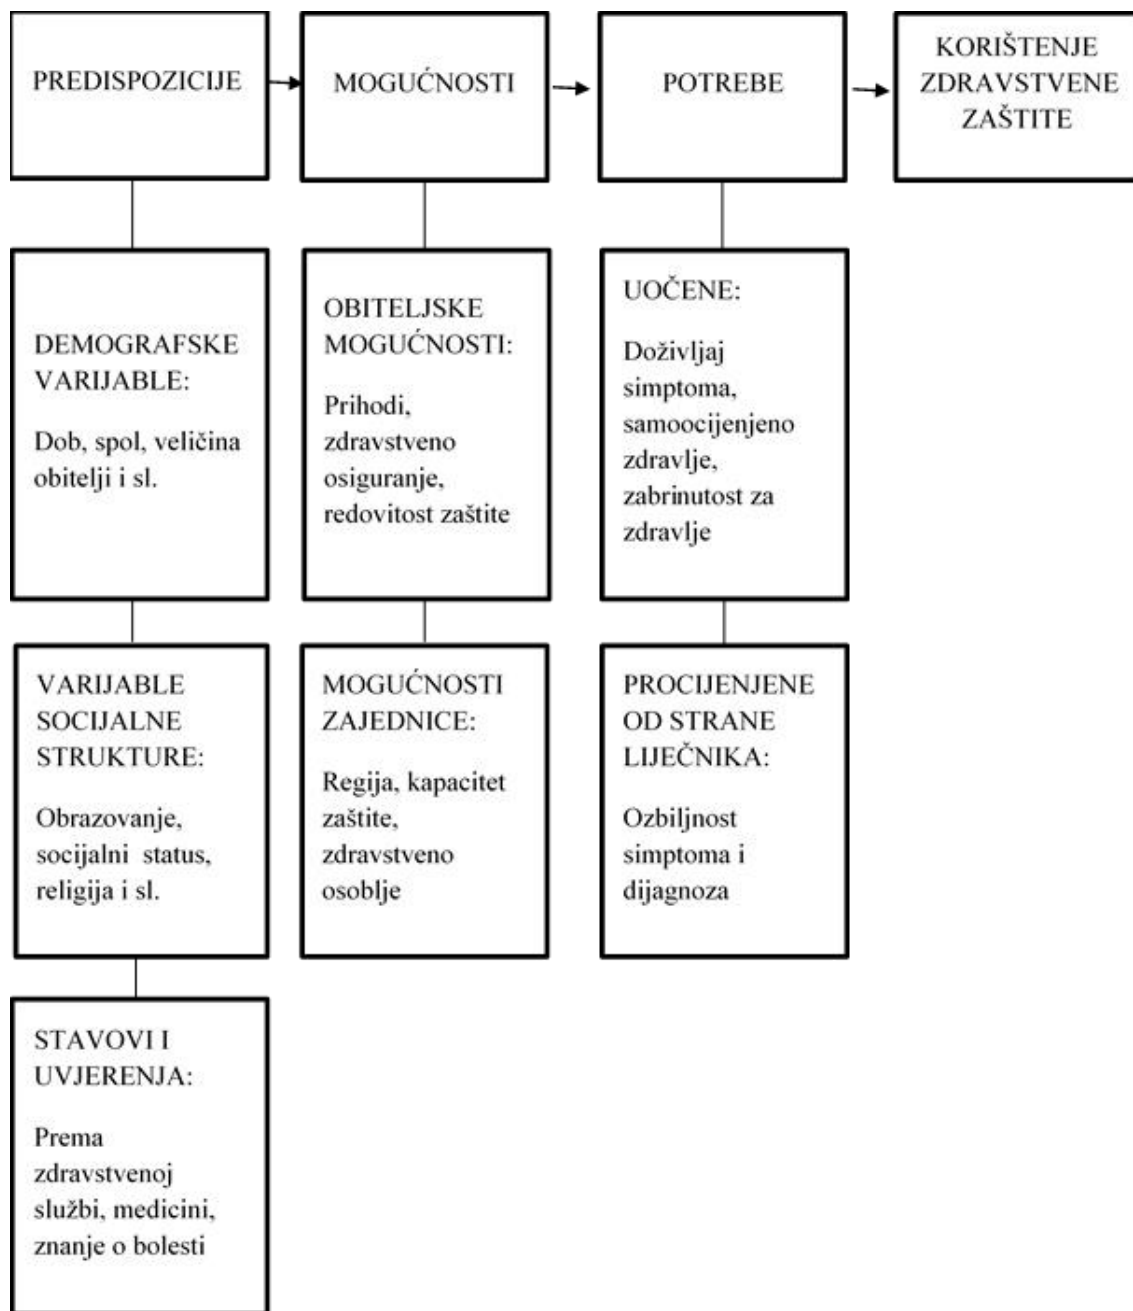 PREDISPOZICIJE
MOGUĆNOSTI
POTREBE
KORIŠTENJE
ZDRAVSTVENE
ZAŠTITE
DEMOGRAFSKE
VARIJABLE:
Dob, spol, veličina
obitelji i sl.
OBITELJSKE
MOGUĆNOSTI:
Prihodi,
zdravstveno
osiguranje,
redovitost zaštite
UOČENE:
Doživljaj
simptoma,
samoocijenjeno
zdravlje,
zabrinutost za
zdravlje
VARIJABLE
SOCIJALNE
STRUKTURE:
Obrazovanje,
socijalni status,
religija i sl.
MOGUĆNOSTI
ZAJEDNICE:
Regija, kapacitet
zaštite,
zdravstveno
osoblje
PROCIJENJENE
OD STRANE
LIJEČNIKA:
Ozbiljnost
simptoma i
dijagnoza
STAVOVI I
UVJERENJA:
Prema
zdravstvenoj
službi, medicini,
znanje o bolesti